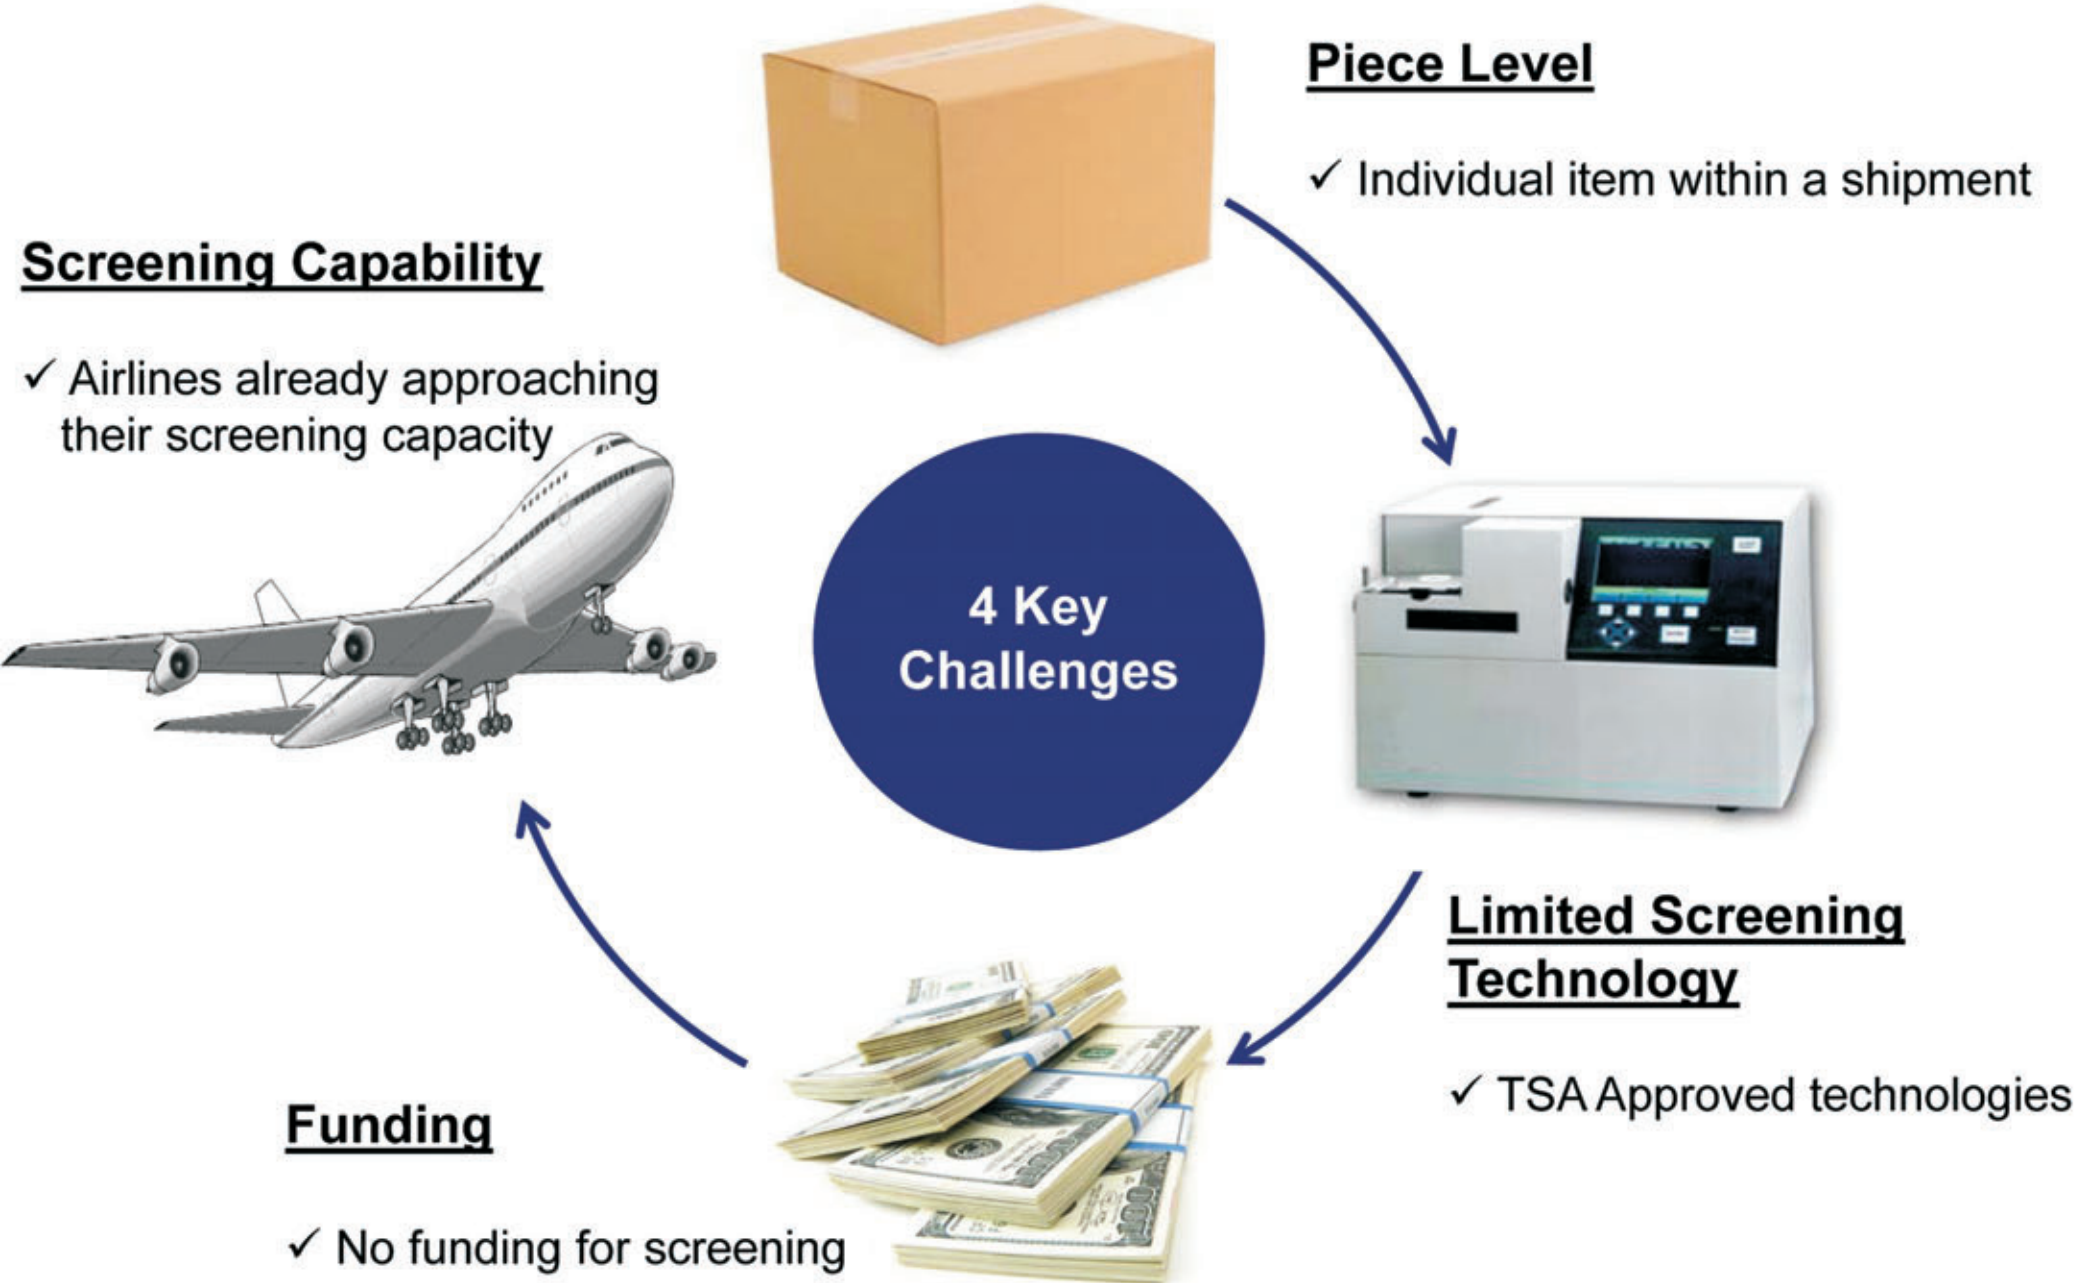 Piece Level
✓ Individual item within a shipment
Screening Capability
✓ Airlines already approaching
their screening capacity
4 Key
Challenges
Limited Screening
Technology
✓ TSA Approved technologies
Funding
✓ No funding for screening
100